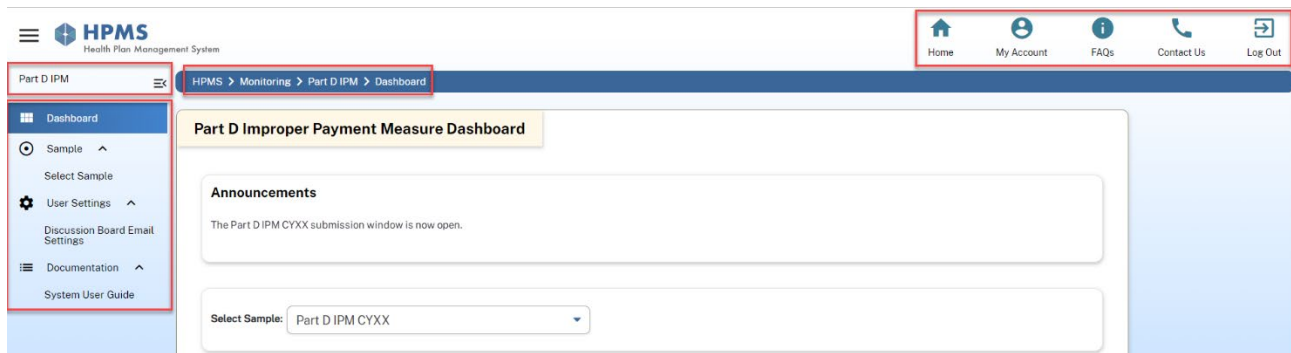 HPMS
Health Plan Management System
Home
My Account
FAQs
Contact Us
Log Out
Part D IPM
HPMS > Monitoring > Part D IPM > Dashboard
Dashboard
Sample
Select Sample
User Settings
Discussion Board Email
Settings
Documentation
System User Guide
Part D Improper Payment Measure Dashboard
Announcements
The Part D IPM CYXX submission window is now open.
Select Sample: Part D IPM CYXX